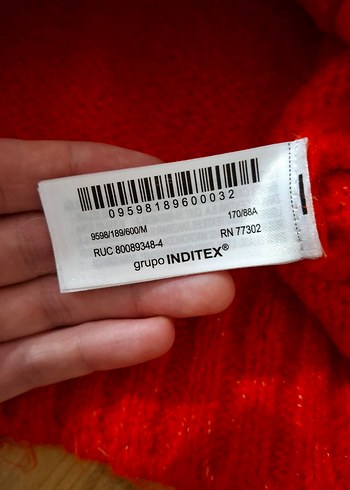 09598189600032
170/88A
9598/189/600/M
RN 77302
RUC 80089348-4
grupo INDITEX®